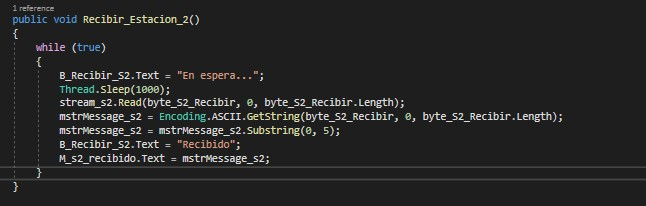 1 reference
public void Recibir_Estacion_2()
{
while (true)
{
B_Recibir_S2.Text = "En espera...";
Thread.Sleep(1000);
stream_s2.Read(byte_S2_Recibir, 0, byte_S2_Recibir.Length);
mstrMessage_s2 = Encoding.ASCII.GetString(byte_S2_Recibir, 0, byte_S2_Recibir.Length);
mstrMessage_s2 = mstrMessage_s2.Substring(0, 5);
B_Recibir_S2.Text = "Recibido";
M_s2_recibido.Text = mstrMessage_s2;
}
}